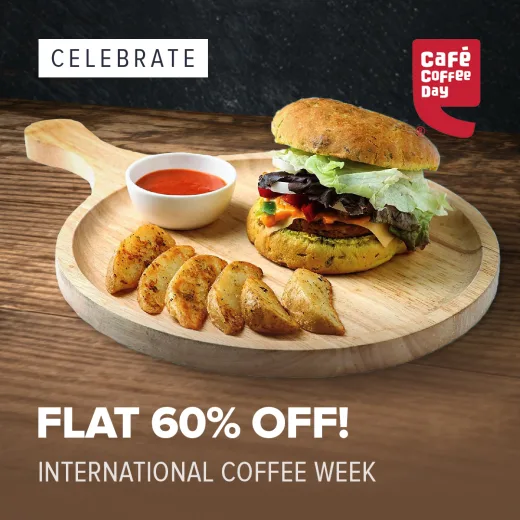 CELEBRATE
Café
Coffee
Day
FLAT 60% OFF!
INTERNATIONAL COFFEE WEEK